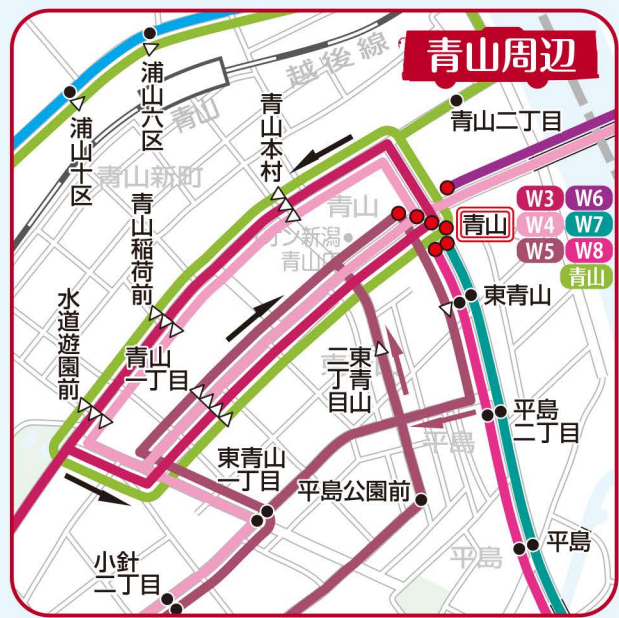 青山周辺
越後線
浦山六区
青山
浦山十区
青山本村
青山二丁目
青山新町
青山稲荷前
青山
青山
W3
W6
W4
W7
W5
W8
青山
水道遊園前
東青山
青山
一丁目
東青山
二丁目
平島
二丁目
平島
東青山
一丁目
平島公園前
平島
平島
小針
二丁目